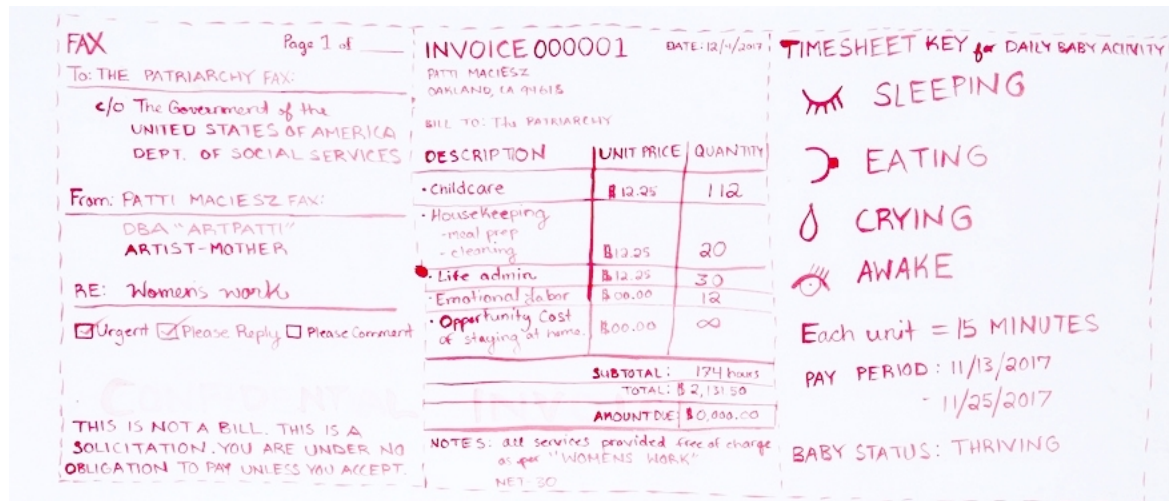 FAX
Page 1 of ____
To: THE PATRIARCHY FAX:
c/o The Government of the
UNITED STATES OF AMERICA
DEPT. OF SOCIAL SERVICES
From: PATTI MACIESZ FAX:
DBA "ARTPATTI"
ARTIST-MOTHER
RE: Women's work
Urgent Please Reply Please Comment
THIS IS NOT A BILL. THIS IS A
SOLICITATION. YOU ARE UNDER NO
OBLIGATION TO PAY UNLESS YOU ACCEPT.
INVOICE 000001
DATE: 12/4/2017
PATTI MACIESZ
OAKLAND, CA 94618
BILL TO: The PATRIARCHY
DESCRIPTION UNIT PRICE QUANTITY
• Childcare $12.25 112
• Housekeeping
-meal prep
- cleaning $12.25 20
• Life admin $12.25 30
• Emotional labor $00.00 12
• Opportunity Cost
of staying at home. $00.00 ∞
SUBTOTAL: 174 hours
TOTAL: $2,131.50
AMOUNT DUE: $0,000.00
NOTES: all services provided free of charge
as per "WOMENS WORK"
NET-30
TIMESHEET KEY for DAILY BABY ACIVITY
SLEEPING
EATING
CRYING
AWAKE
Each unit = 15 MINUTES
PAY PERIOD: 11/13/2017
- 11/25/2017
BABY STATUS: THRIVING